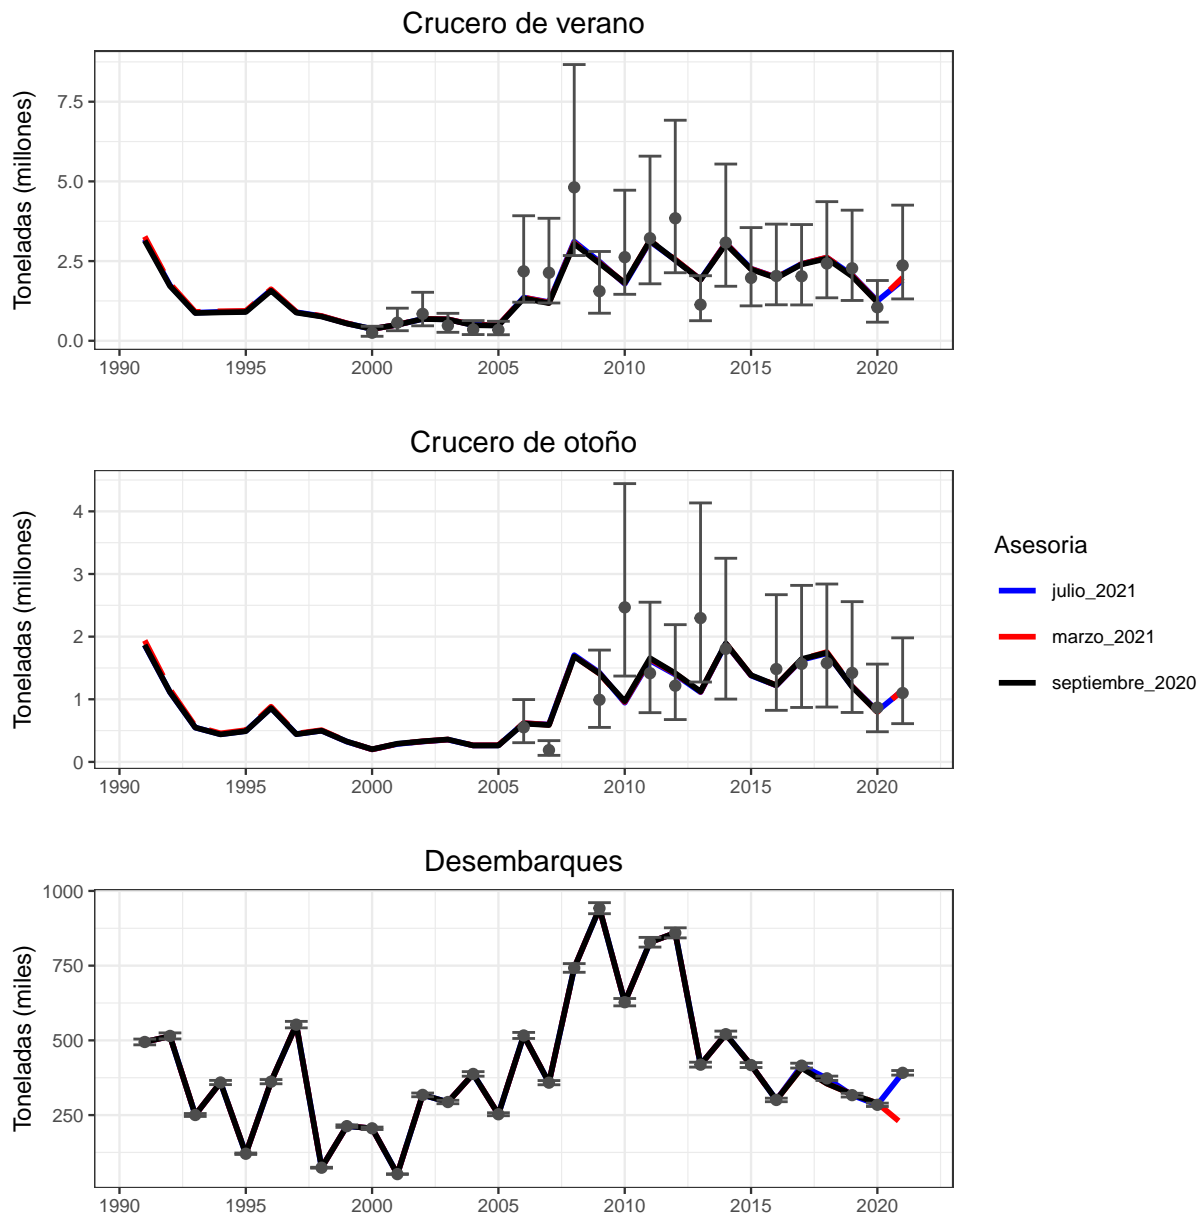 Crucero de verano
Toneladas (millones)
7.5
5.0
2.5
0.0
1990 1995 2000 2005 2010 2015 2020
Crucero de otoño
Toneladas (millones)
4
3
2
1
0
1990 1995 2000 2005 2010 2015 2020
Asesoria
julio_2021
marzo_2021
septiembre_2020
Desembarques
Toneladas (miles)
1000
750
500
250
1990 1995 2000 2005 2010 2015 2020